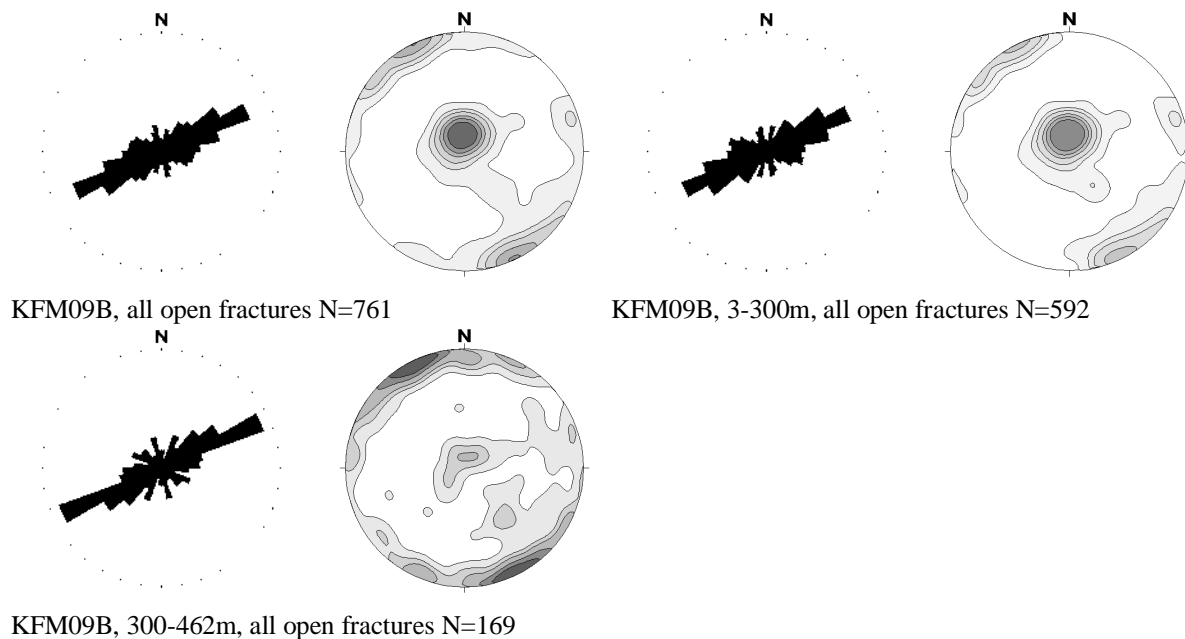 N N N N
KFM09B, all open fractures N=761 KFM09B, 3-300m, all open fractures N=592
N N
KFM09B, 300-462m, all open fractures N=169